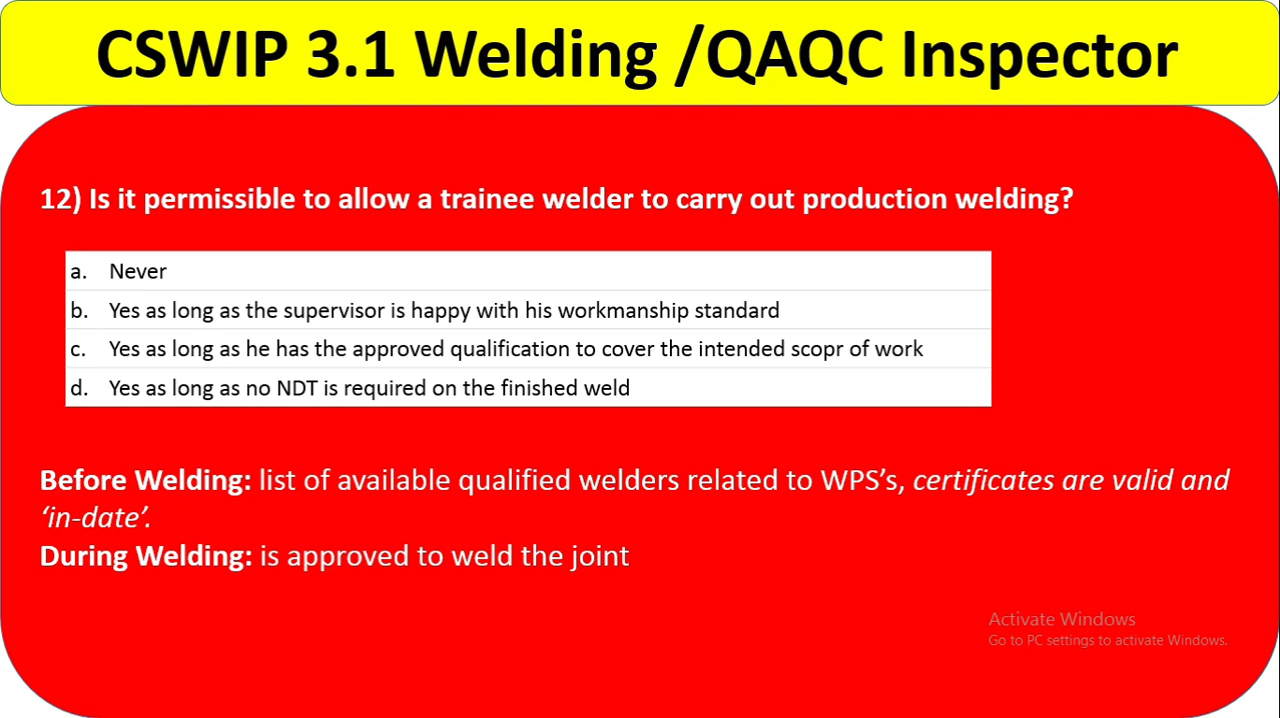 CSWIP 3.1 Welding /QAQC Inspector
12) Is it permissible to allow a trainee welder to carry out production welding?
a. Never
b. Yes as long as the supervisor is happy with his workmanship standard
c. Yes as long as he has the approved qualification to cover the intended scopr of work
d. Yes as long as no NDT is required on the finished weld
Before Welding: list of available qualified welders related to WPS’s, certificates are valid and
‘in-date’.
During Welding: is approved to weld the joint
Activate Windows
Go to PC settings to activate Windows.